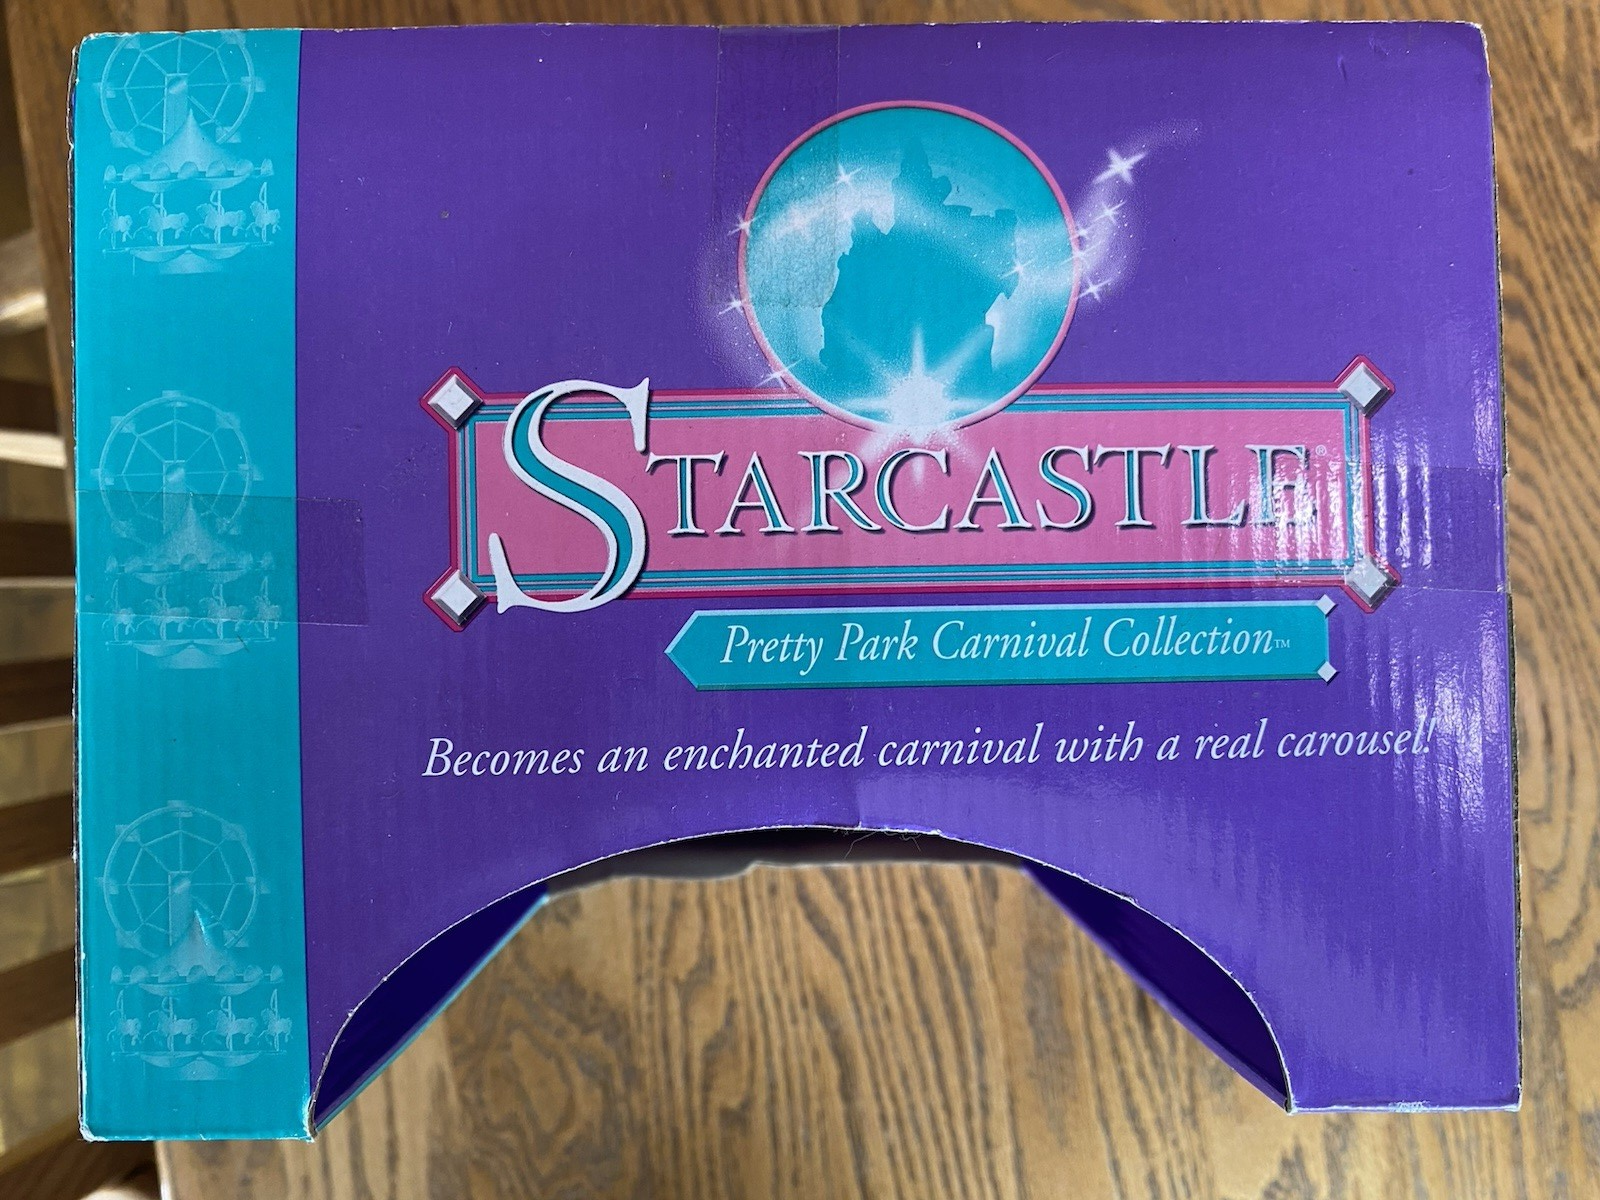 STARCASTLE®
Pretty Park Carnival Collection™
Becomes an enchanted carnival with a real carousel!